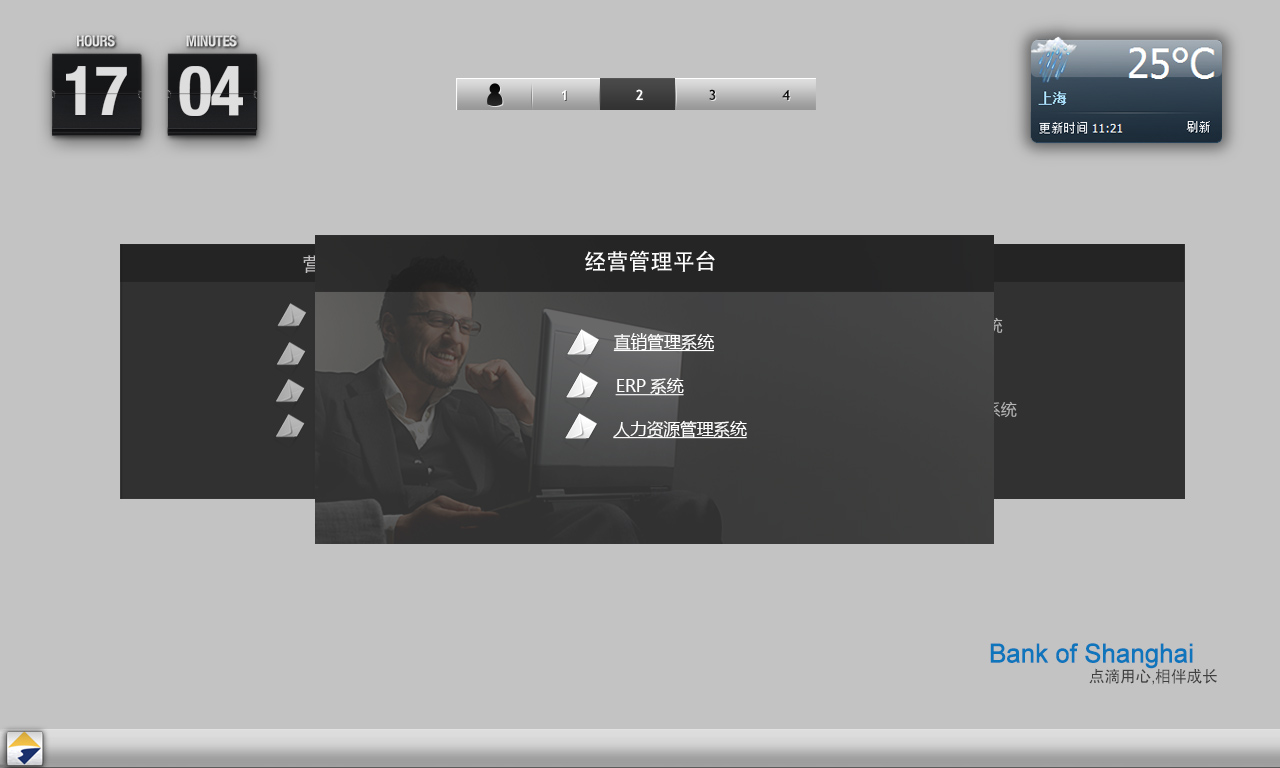 HOURS
MINUTES
17
04
1
2
3
4
25°C
上海
更新时间 11:21
刷新
营
经营管理平台
直销管理系统
ERP 系统
人力资源管理系统
统
系统
Bank of Shanghai
点滴用心,相伴成长